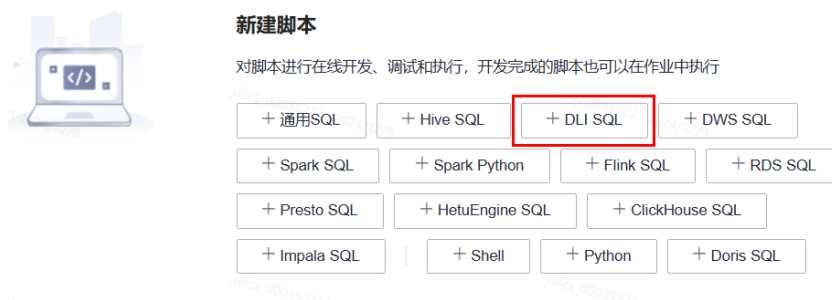 新建脚本
对脚本进行在线开发、调试和执行，开发完成的脚本也可以在作业中执行
+ 通用SQL + Hive SQL + DLI SQL + DWS SQL
+ Spark SQL + Spark Python + Flink SQL + RDS SQL
+ Presto SQL + HetuEngine SQL + ClickHouse SQL
+ Impala SQL + Shell + Python + Doris SQL